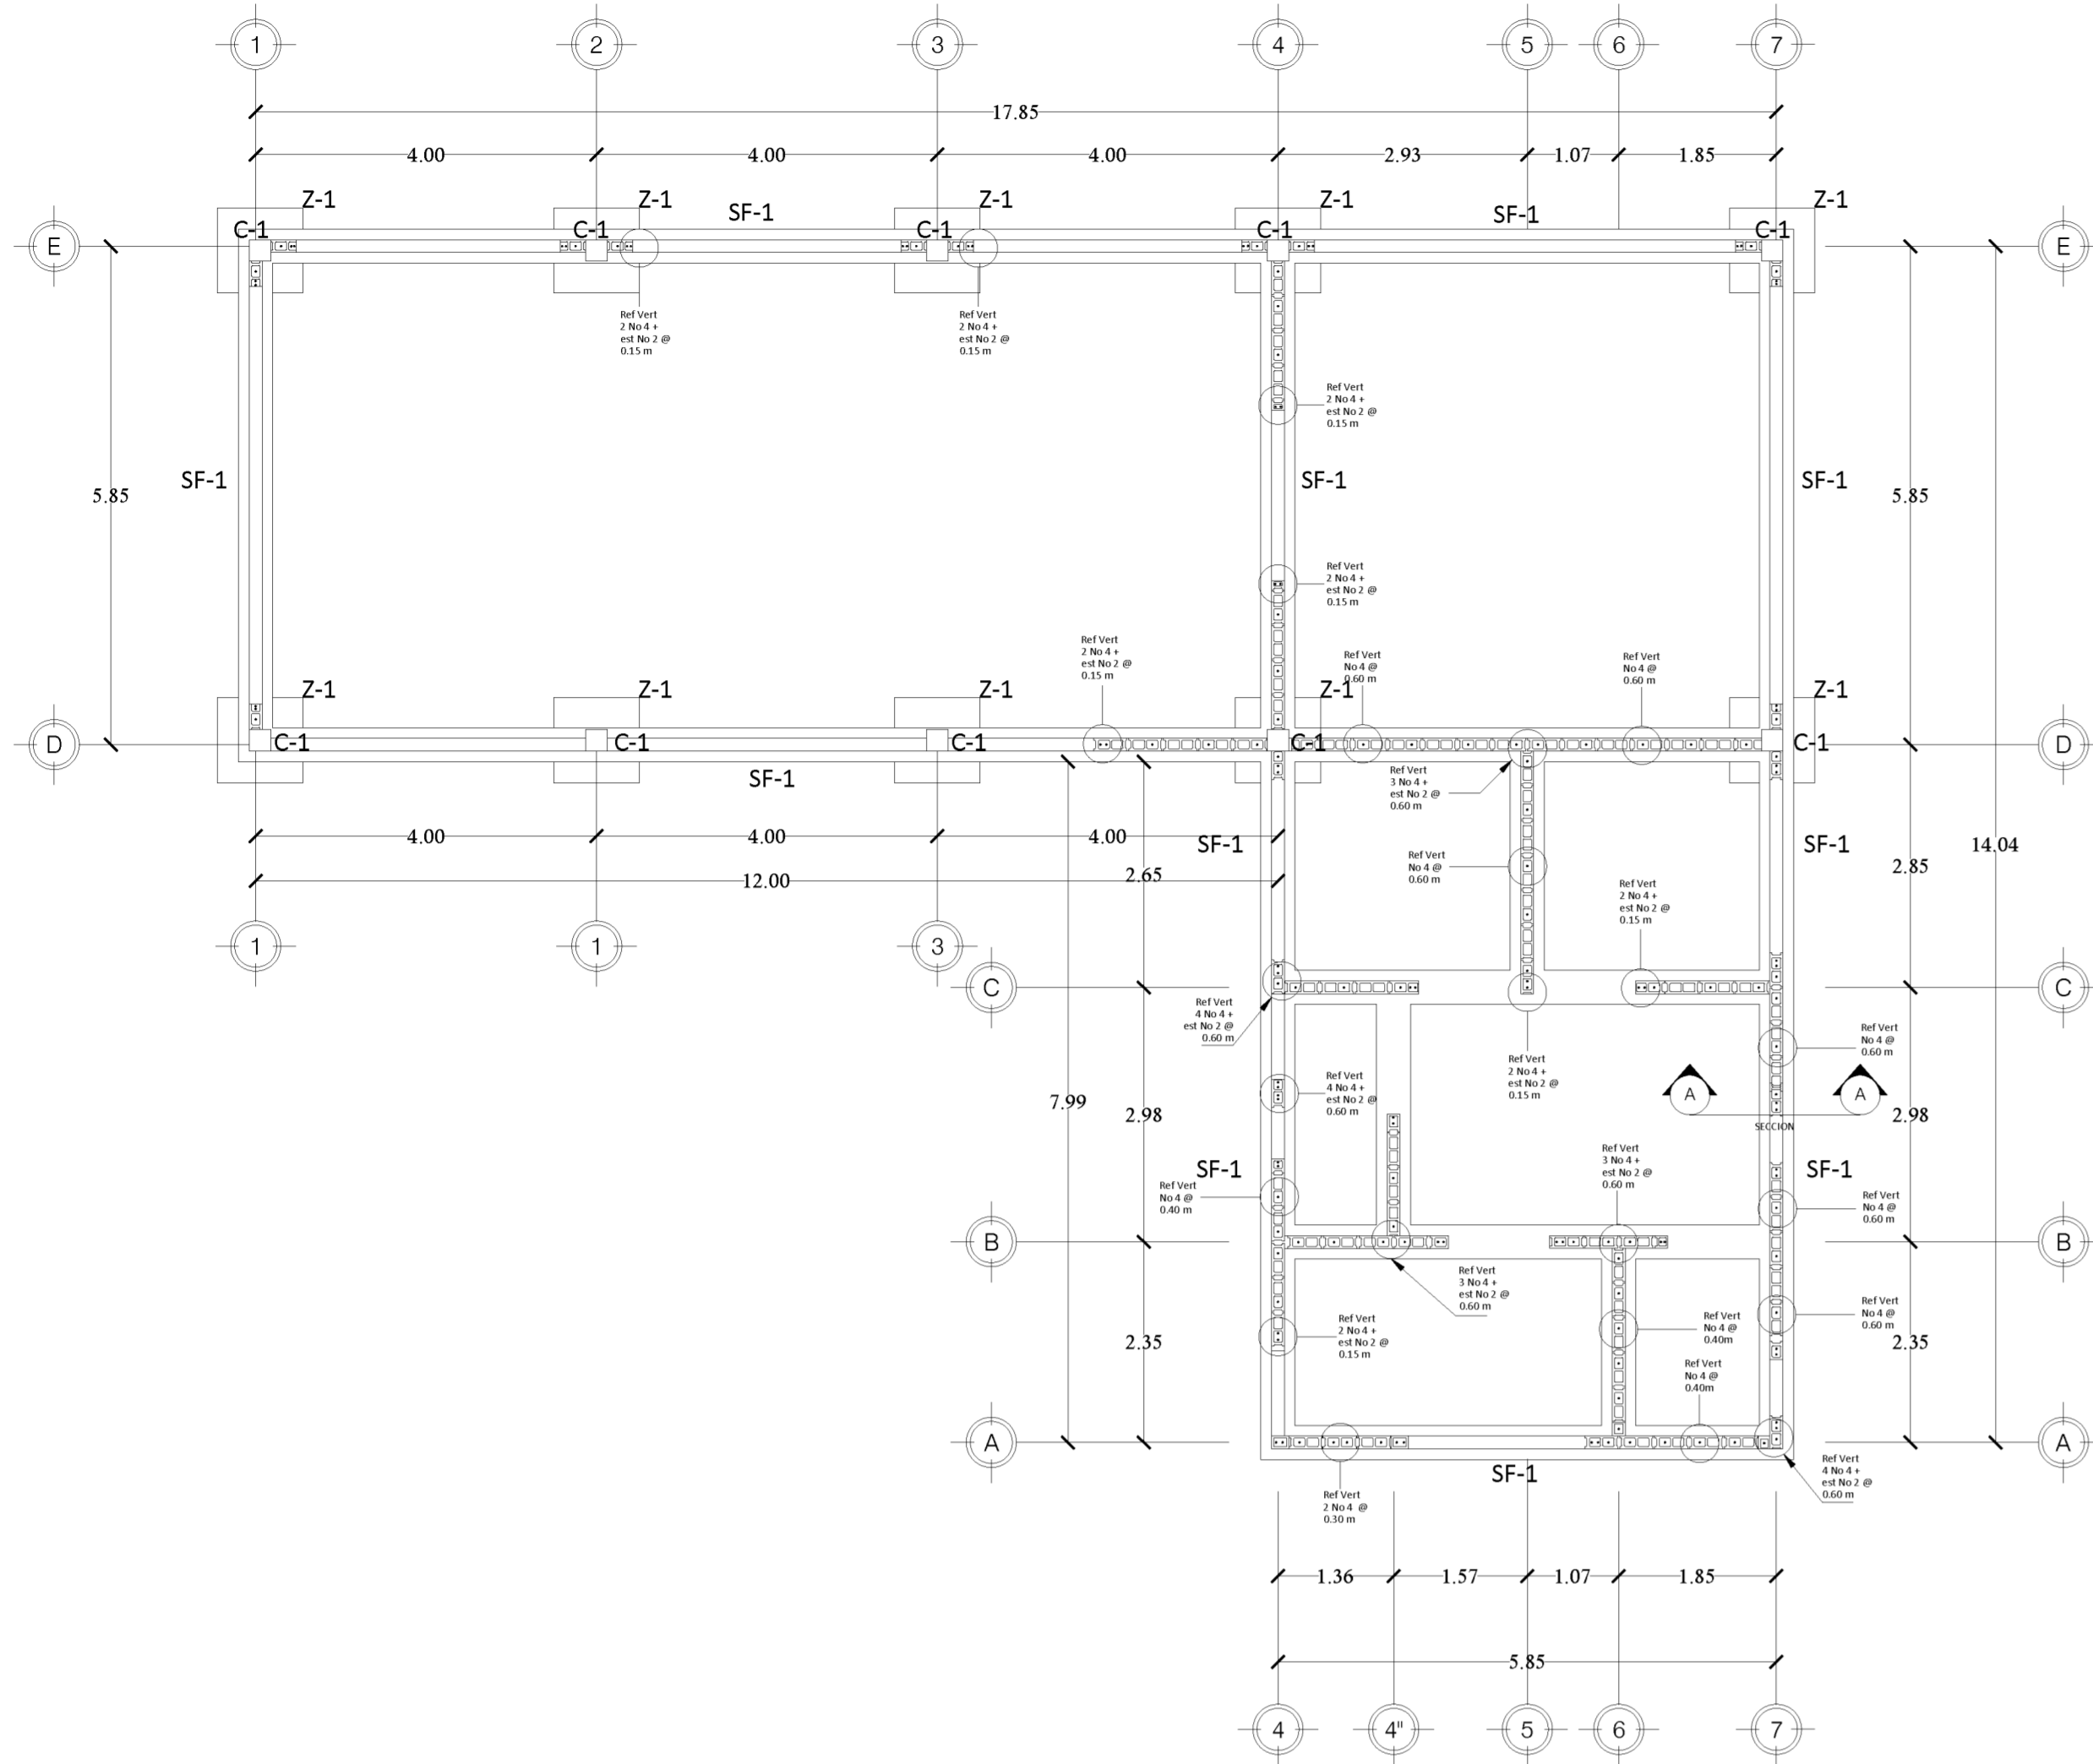 1 2 3 4 5 6 7
17.85
4.00 4.00 4.00 2.93 1.07 1.85
Z-1 Z-1 Z-1 Z-1 Z-1
SF-1 SF-1
C-1 C-1 C-1 C-1 C-1
E E
Ref Vert
2 No 4 +
est No 2 @
0.15 m
Ref Vert
2 No 4 +
est No 2 @
0.15 m
Ref Vert
2 No 4 +
est No 2 @
0.15 m
SF-1 SF-1 SF-1
5.85 5.85
Ref Vert
2 No 4 +
est No 2 @
0.15 m
Ref Vert
2 No 4 +
est No 2 @
0.15 m
Ref Vert
No 4 @
0.60 m
Ref Vert
No 4 @
0.60 m
Z-1 Z-1 Z-1 Z-1 Z-1
D C-1 C-1 C-1 C-1 C-1 D
SF-1
Ref Vert
3 No 4 +
est No 2 @
0.60 m
4.00 4.00 4.00
SF-1 SF-1
14.04
2.65 2.85
12.00
Ref Vert
No 4 @
0.60 m
Ref Vert
2 No 4 +
est No 2 @
0.15 m
1 1 3
C C
Ref Vert
4 No 4 +
est No 2 @
0.60 m
Ref Vert
No 4 @
0.60 m
Ref Vert
2 No 4 +
est No 2 @
0.15 m
Ref Vert
4 No 4 +
est No 2 @
0.60 m
A A
SECCION
7.99 2.98 2.98
SF-1 SF-1
Ref Vert
3 No 4 +
est No 2 @
0.60 m
Ref Vert
No 4 @
0.40 m
Ref Vert
No 4 @
0.60 m
B B
Ref Vert
3 No 4 +
est No 2 @
0.60 m
Ref Vert
No 4 @
0.60 m
Ref Vert
2 No 4 +
est No 2 @
0.15 m
Ref Vert
No 4 @
0.40m
2.35 2.35
Ref Vert
No 4 @
0.40m
A A
SF-1
Ref Vert
4 No 4 +
est No 2 @
0.60 m
Ref Vert
2 No 4 @
0.30 m
1.36 1.57 1.07 1.85
5.85
4 4" 5 6 7